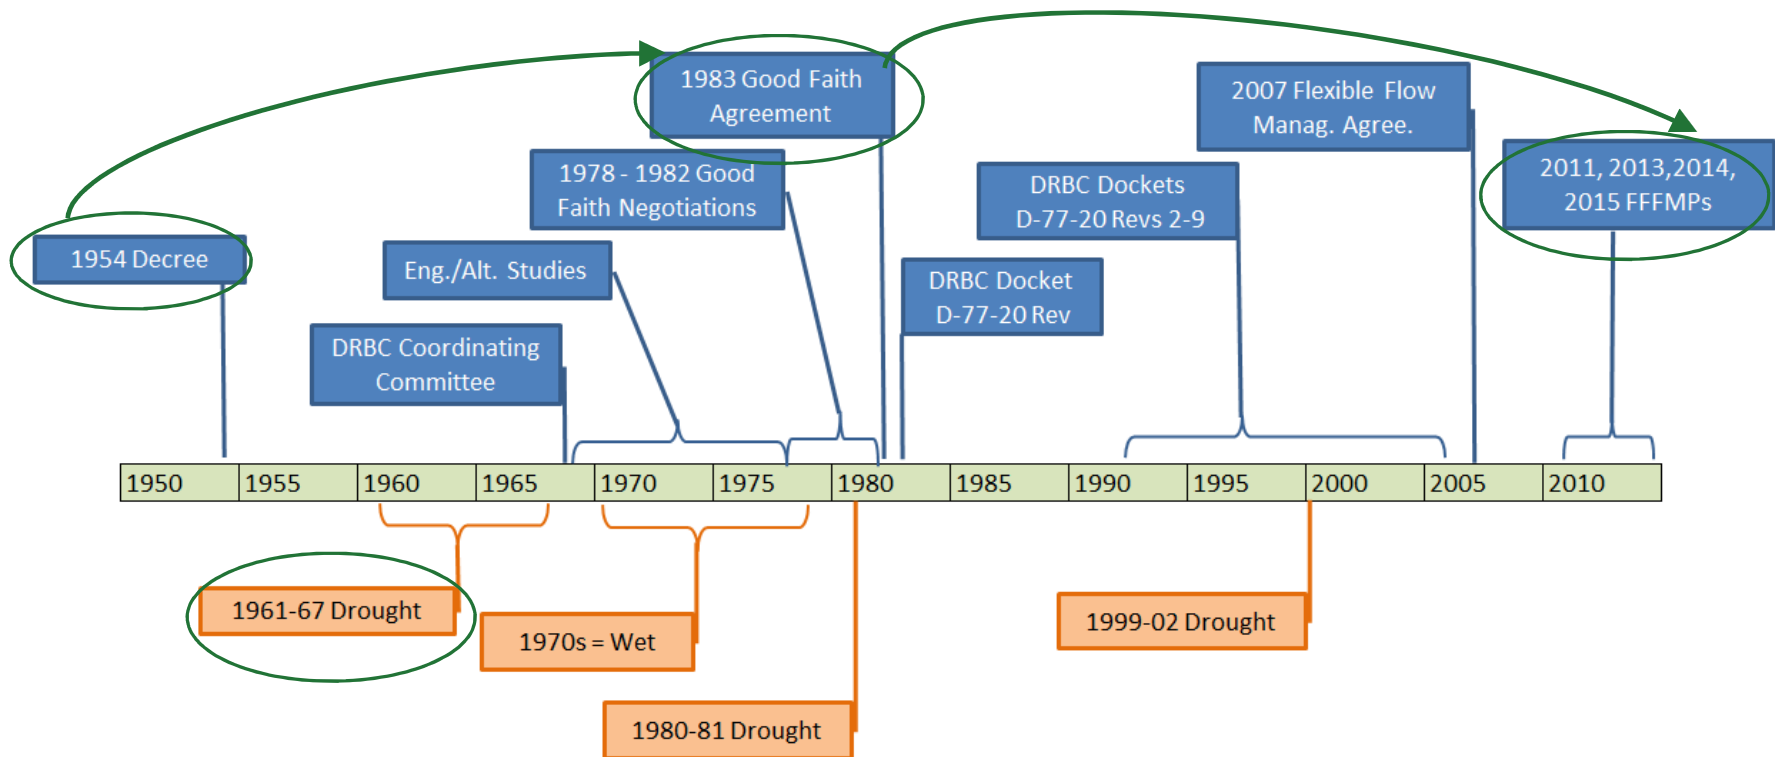 1983 Good Faith
Agreement
2007 Flexible Flow
Manag. Agree.
1978 - 1982 Good
Faith Negotiations
DRBC Dockets
D-77-20 Revs 2-9
2011, 2013,2014,
2015 FFFMPs
1954 Decree
Eng./Alt. Studies
DRBC Docket
D-77-20 Rev
DRBC Coordinating
Committee
1950 1955 1960 1965 1970 1975 1980 1985 1990 1995 2000 2005 2010
1961-67 Drought
1970s = Wet
1999-02 Drought
1980-81 Drought